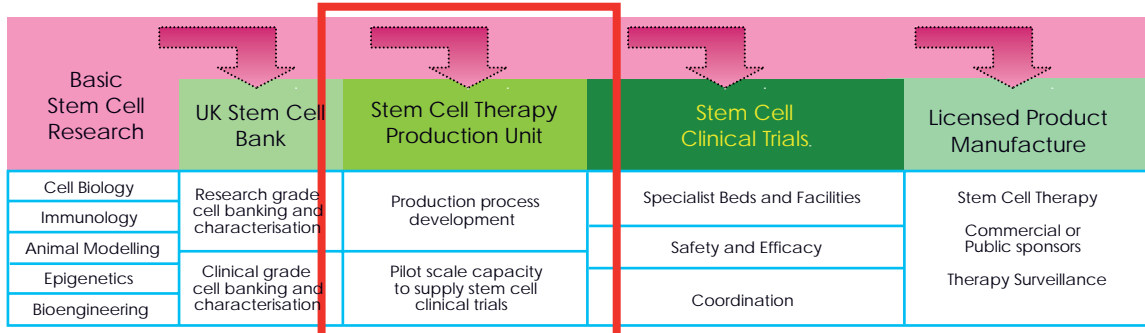 Basic
Stem Cell
Research
UK Stem Cell
Bank
Stem Cell Therapy
Production Unit
Stem Cell
Clinical Trials.
Licensed Product
Manufacture
Cell Biology
Immunology
Animal Modelling
Epigenetics
Bioengineering
Research grade
cell banking and
characterisation
Clinical grade
cell banking and
characterisation
Production process
development
Pilot scale capacity
to supply stem cell
clinical trials
Specialist Beds and Facilities
Safety and Efficacy
Coordination
Stem Cell Therapy
Commercial or
Public sponsors
Therapy Surveillance